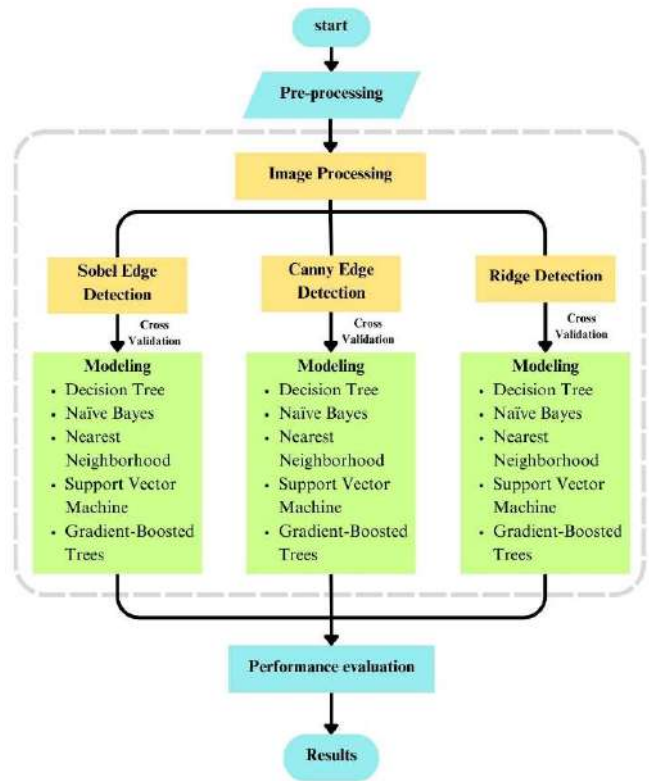 start
Pre-processing
Image Processing
Sobel Edge
Detection
Canny Edge
Detection
Ridge Detection
Cross
Validation
Cross
Validation
Cross
Validation
Modeling
• Decision Tree
• Naïve Bayes
• Nearest
Neighborhood
• Support Vector
Machine
• Gradient-Boosted
Trees
Modeling
• Decision Tree
• Naïve Bayes
• Nearest
Neighborhood
• Support Vector
Machine
• Gradient-Boosted
Trees
Modeling
• Decision Tree
• Naïve Bayes
• Nearest
Neighborhood
• Support Vector
Machine
• Gradient-Boosted
Trees
Performance evaluation
Results